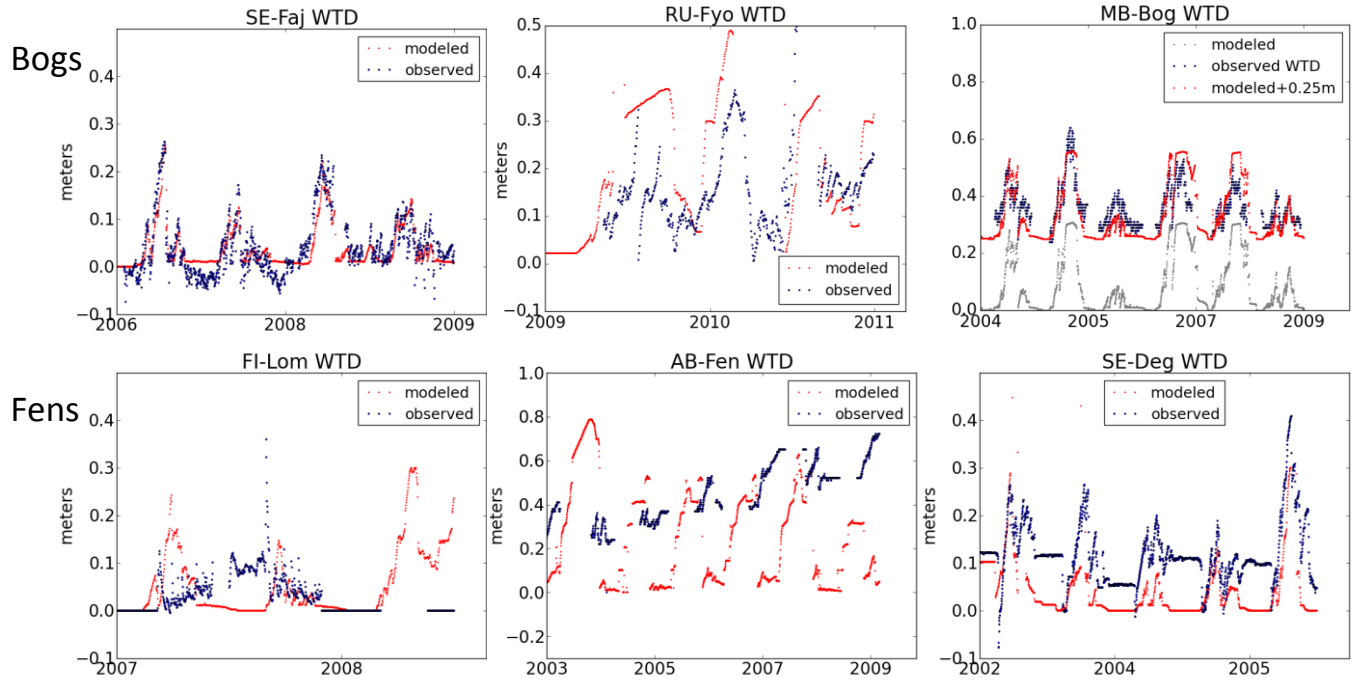 Bogs
SE-Faj WTD
meters
0.5
0.4
0.3
0.2
0.1
0.0
−0.1
2006
2008
2009
modeled
observed
RU-Fyo WTD
meters
0.5
0.4
0.3
0.2
0.1
0.0
−0.1
2009
2010
2011
modeled
observed
MB-Bog WTD
meters
1.0
0.8
0.6
0.4
0.2
0.0
2004
2005
2007
2009
modeled
observed WTD
modeled+0.25m
Fens
FI-Lom WTD
meters
0.4
0.3
0.2
0.1
0.0
−0.1
2007
2008
modeled
observed
AB-Fen WTD
meters
1.0
0.8
0.6
0.4
0.2
0.0
−0.2
2003
2005
2007
2009
modeled
observed
SE-Deg WTD
meters
0.4
0.3
0.2
0.1
0.0
−0.1
2002
2004
2005
modeled
observed